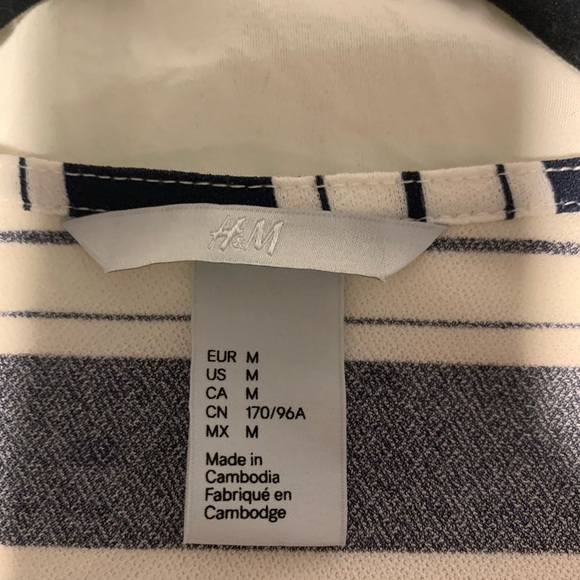 H&M
EUR M
US M
CA M
CN 170/96A
MX M
Made in
Cambodia
Fabriqué en
Cambodge